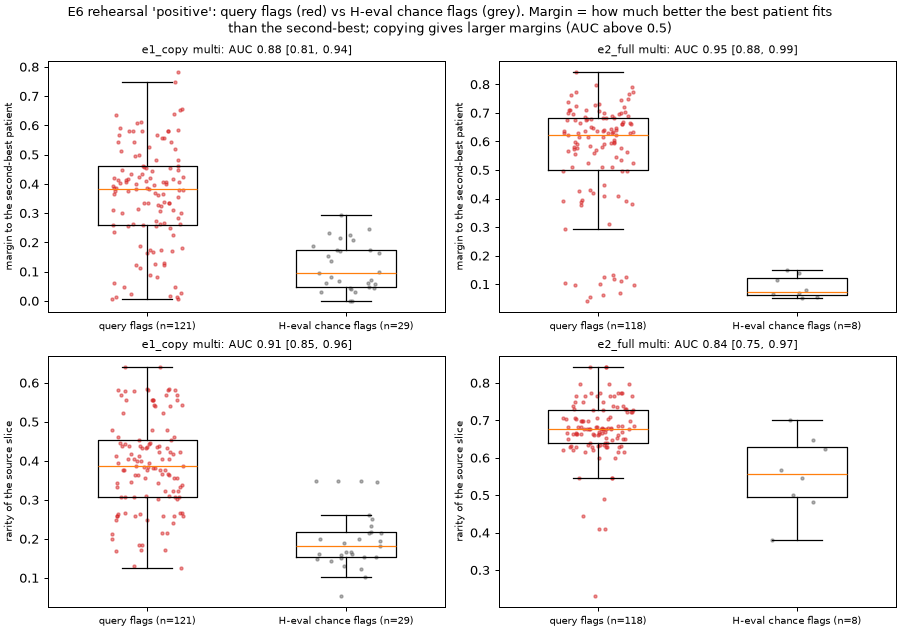 E6 rehearsal 'positive': query flags (red) vs H-eval chance flags (grey). Margin = how much better the best patient fits
than the second-best; copying gives larger margins (AUC above 0.5)
e1_copy multi: AUC 0.88 [0.81, 0.94]
margin to the second-best patient
0.8
0.7
0.6
0.5
0.4
0.3
0.2
0.1
0.0
query flags (n=121)
H-eval chance flags (n=29)
e2_full multi: AUC 0.95 [0.88, 0.99]
margin to the second-best patient
0.8
0.7
0.6
0.5
0.4
0.3
0.2
0.1
query flags (n=118)
H-eval chance flags (n=8)
e1_copy multi: AUC 0.91 [0.85, 0.96]
rarity of the source slice
0.6
0.5
0.4
0.3
0.2
0.1
query flags (n=121)
H-eval chance flags (n=29)
e2_full multi: AUC 0.84 [0.75, 0.97]
rarity of the source slice
0.8
0.7
0.6
0.5
0.4
0.3
query flags (n=118)
H-eval chance flags (n=8)